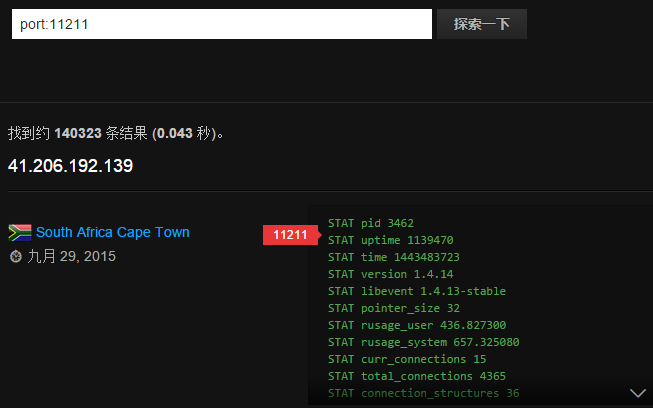 port:11211
探索一下
找到约 140323 条结果 (0.043 秒)。
41.206.192.139
South Africa Cape Town
九月 29, 2015
11211
STAT pid 3462
STAT uptime 1139470
STAT time 1443483723
STAT version 1.4.14
STAT libevent 1.4.13-stable
STAT pointer_size 32
STAT rusage_user 436.827300
STAT rusage_system 657.325080
STAT curr_connections 15
STAT total_connections 4365
STAT connection_structures 36